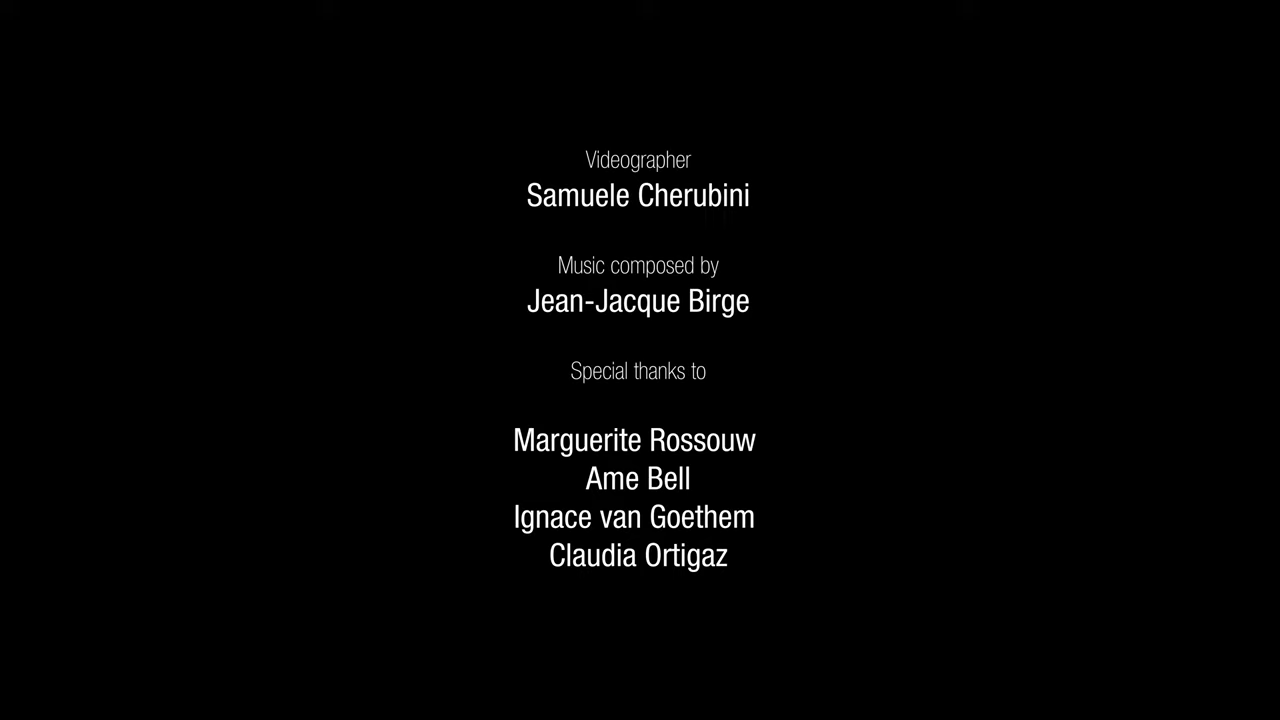 Videographer
Samuele Cherubini
Music composed by
Jean-Jacque Birge
Special thanks to
Marguerite Rossouw
Ame Bell
Ignace van Goethem
Claudia Ortigaz